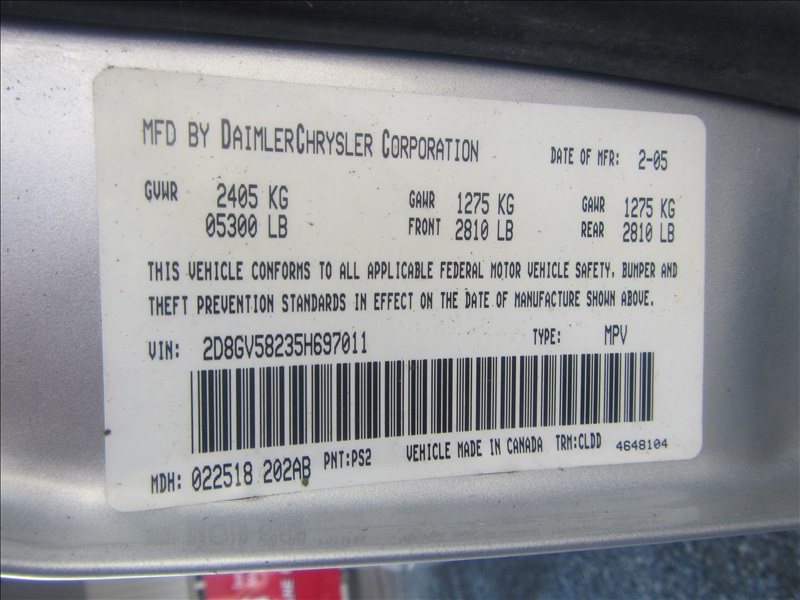 MFD BY DAIMLERCHRYSLER CORPORATION DATE OF MFR: 2-05
GVWR 2405 KG GAWR 1275 KG GAWR 1275 KG
05300 LB FRONT 2810 LB REAR 2810 LB
THIS VEHICLE CONFORMS TO ALL APPLICABLE FEDERAL MOTOR VEHICLE SAFETY, BUMPER AND
THEFT PREVENTION STANDARDS IN EFFECT ON THE DATE OF MANUFACTURE SHOWN ABOVE.
VIN: 2D8GV58235H697011 TYPE: MPV
MDH: 022518 202AB PNT:PS2 VEHICLE MADE IN CANADA TRM:CLDD 4648104